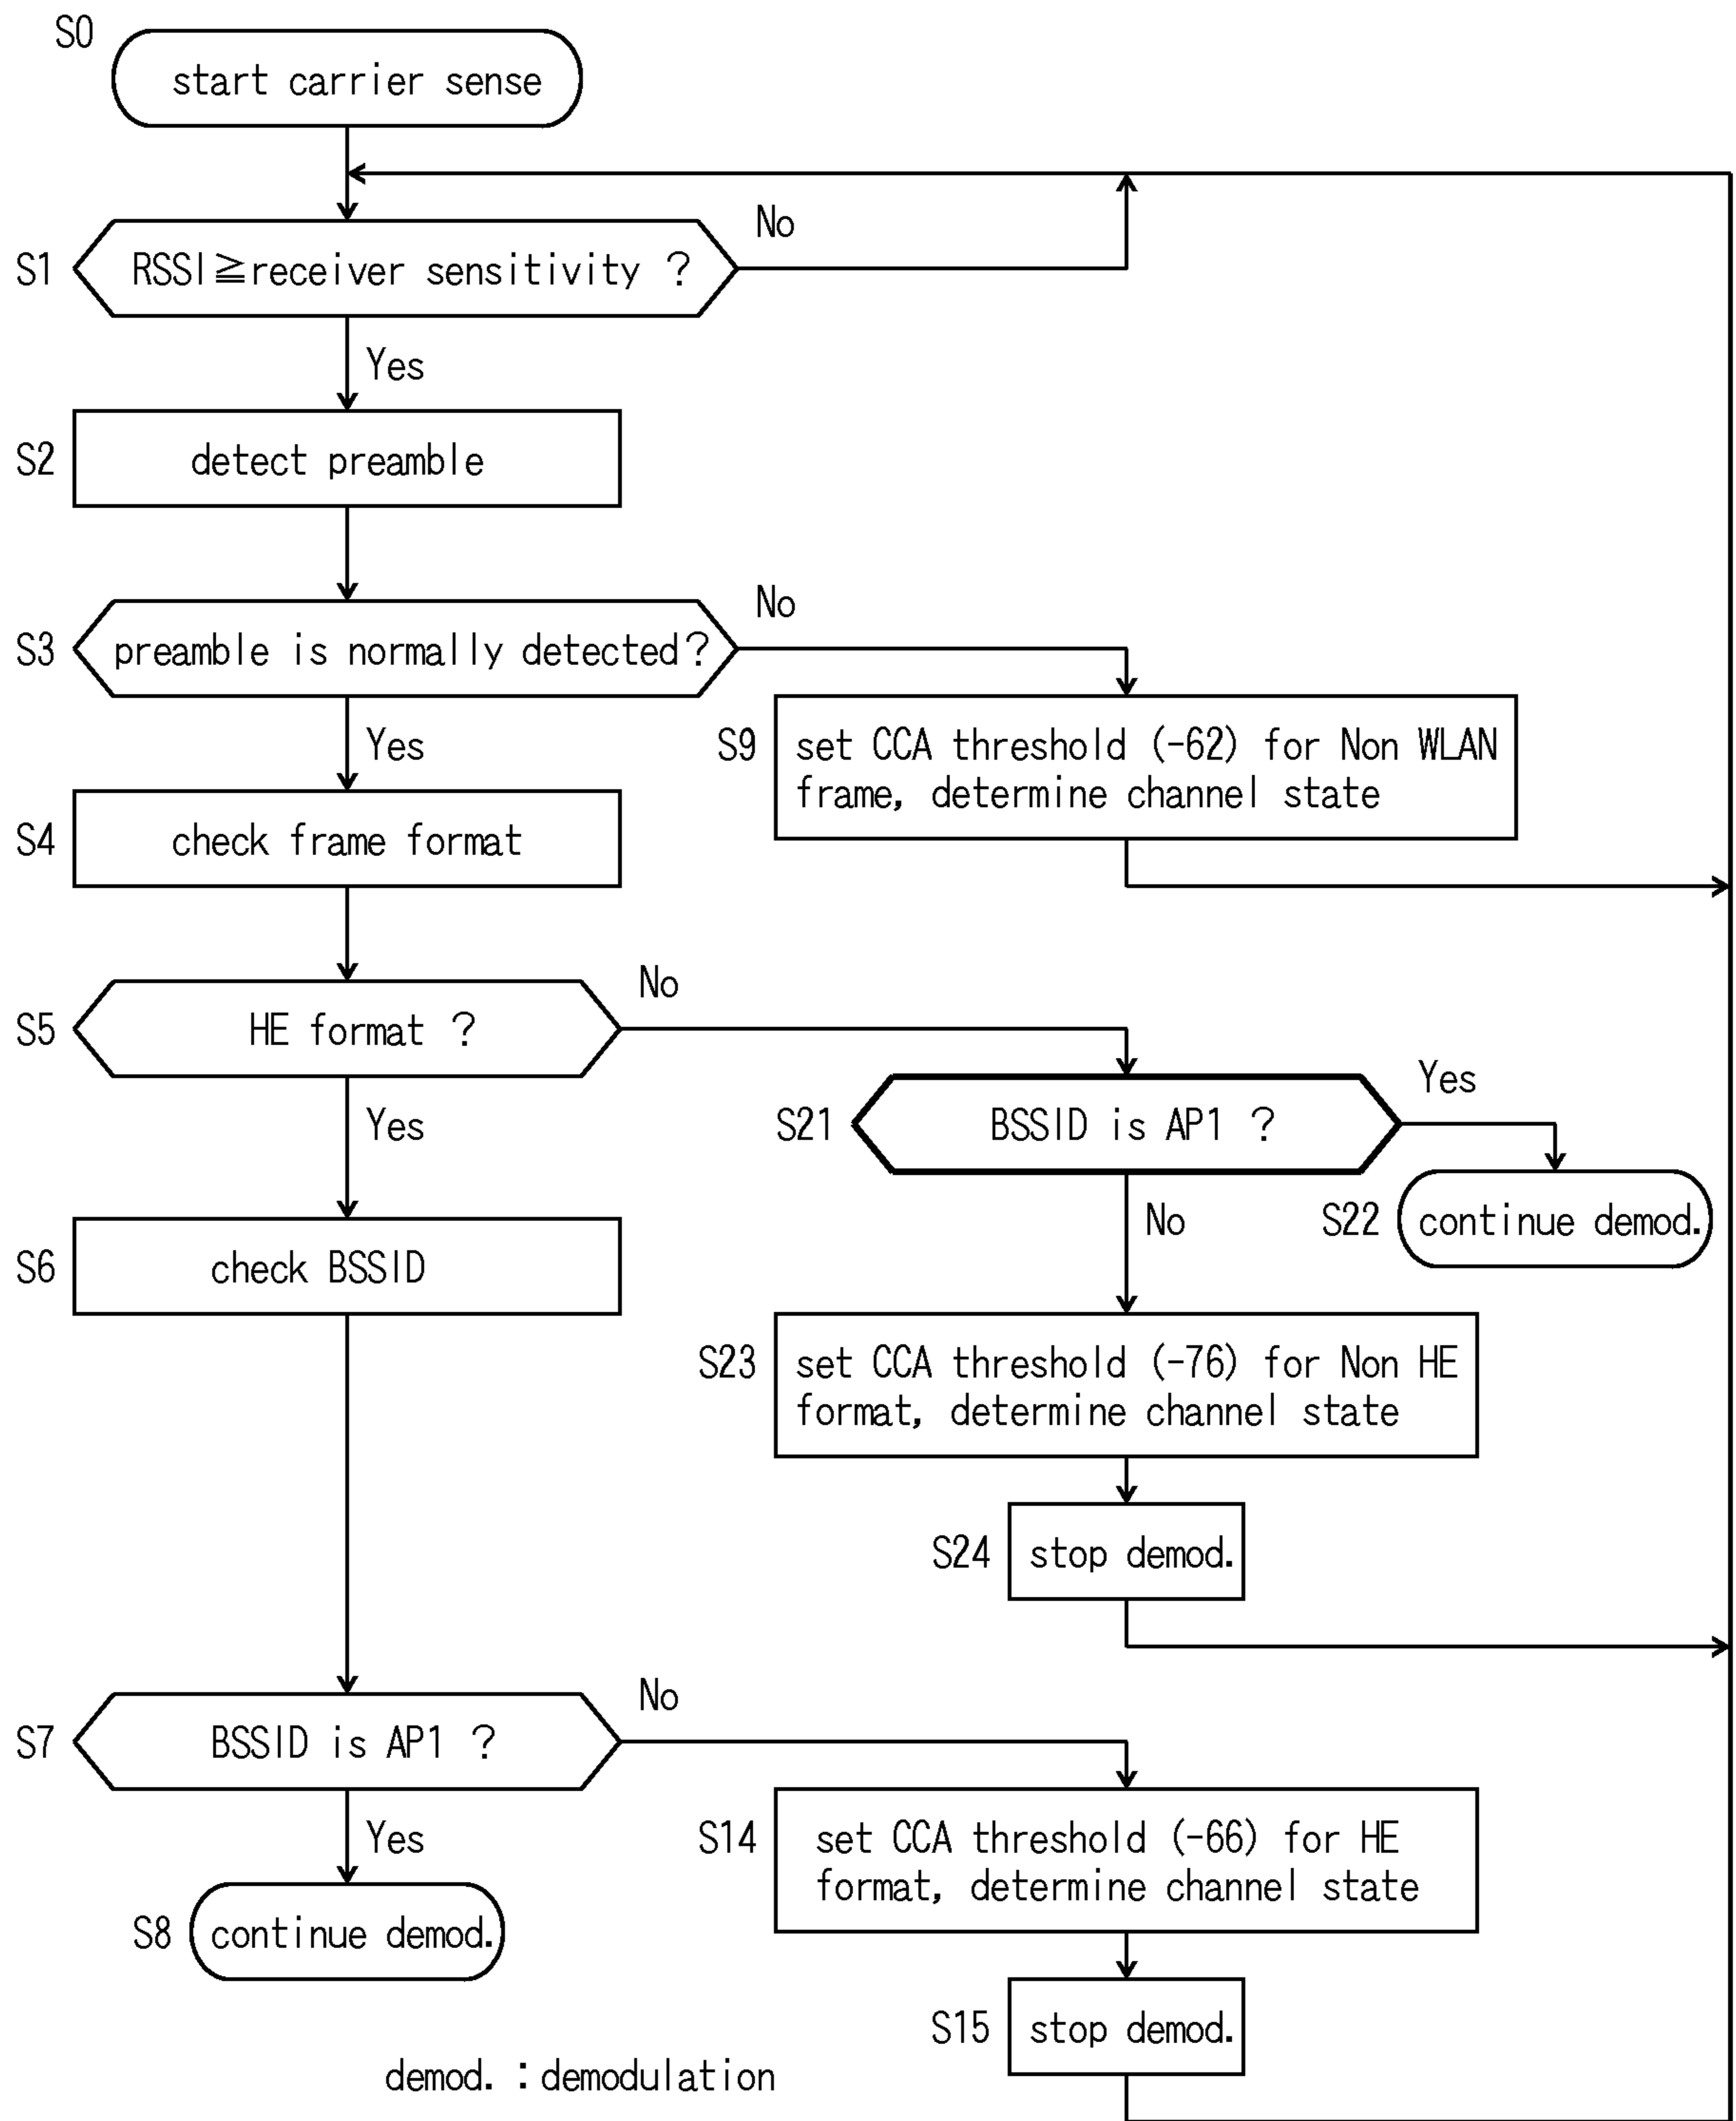 S0
start carrier sense
No
S1
RSSI≧receiver sensitivity ?
Yes
S2
detect preamble
No
S3
preamble is normally detected?
Yes
S9
set CCA threshold (-62) for Non WLAN
frame, determine channel state
S4
check frame format
No
S5
HE format ?
Yes
S21
BSSID is AP1 ?
Yes
No
S22
continue demod.
S6
check BSSID
S23
set CCA threshold (-76) for Non HE
format, determine channel state
S24
stop demod.
No
S7
BSSID is AP1 ?
Yes
S14
set CCA threshold (-66) for HE
format, determine channel state
S8
continue demod.
S15
stop demod.
demod. : demodulation